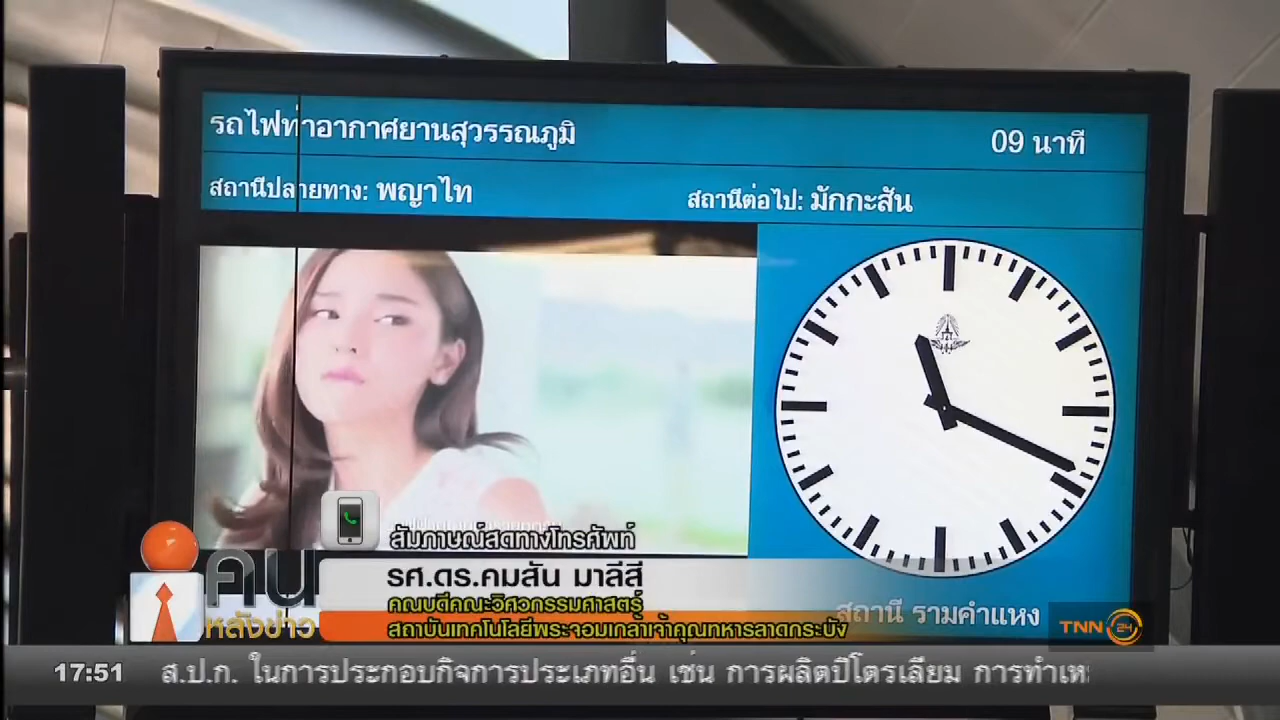 รถไฟท่าอากาศยานสุวรรณภูมิ 09 นาที
สถานีปลายทาง: พญาไท สถานีต่อไป: มักกะสัน
สัมภาษณ์สดทางโทรศัพท์
คน รศ.ดร.คมสัน มาลีสี
คณบดีคณะวิศวกรรมศาสตร์
สถานี รามคำแหง
หลังข่าว สถาบันเทคโนโลยีพระจอมเกล้าเจ้าคุณทหารลาดกระบัง
TNN 24
17:51 ส.ป.ก. ในการประกอบกิจการประเภทอื่น เช่น การผลิตปิโตรเลียม การทำเห